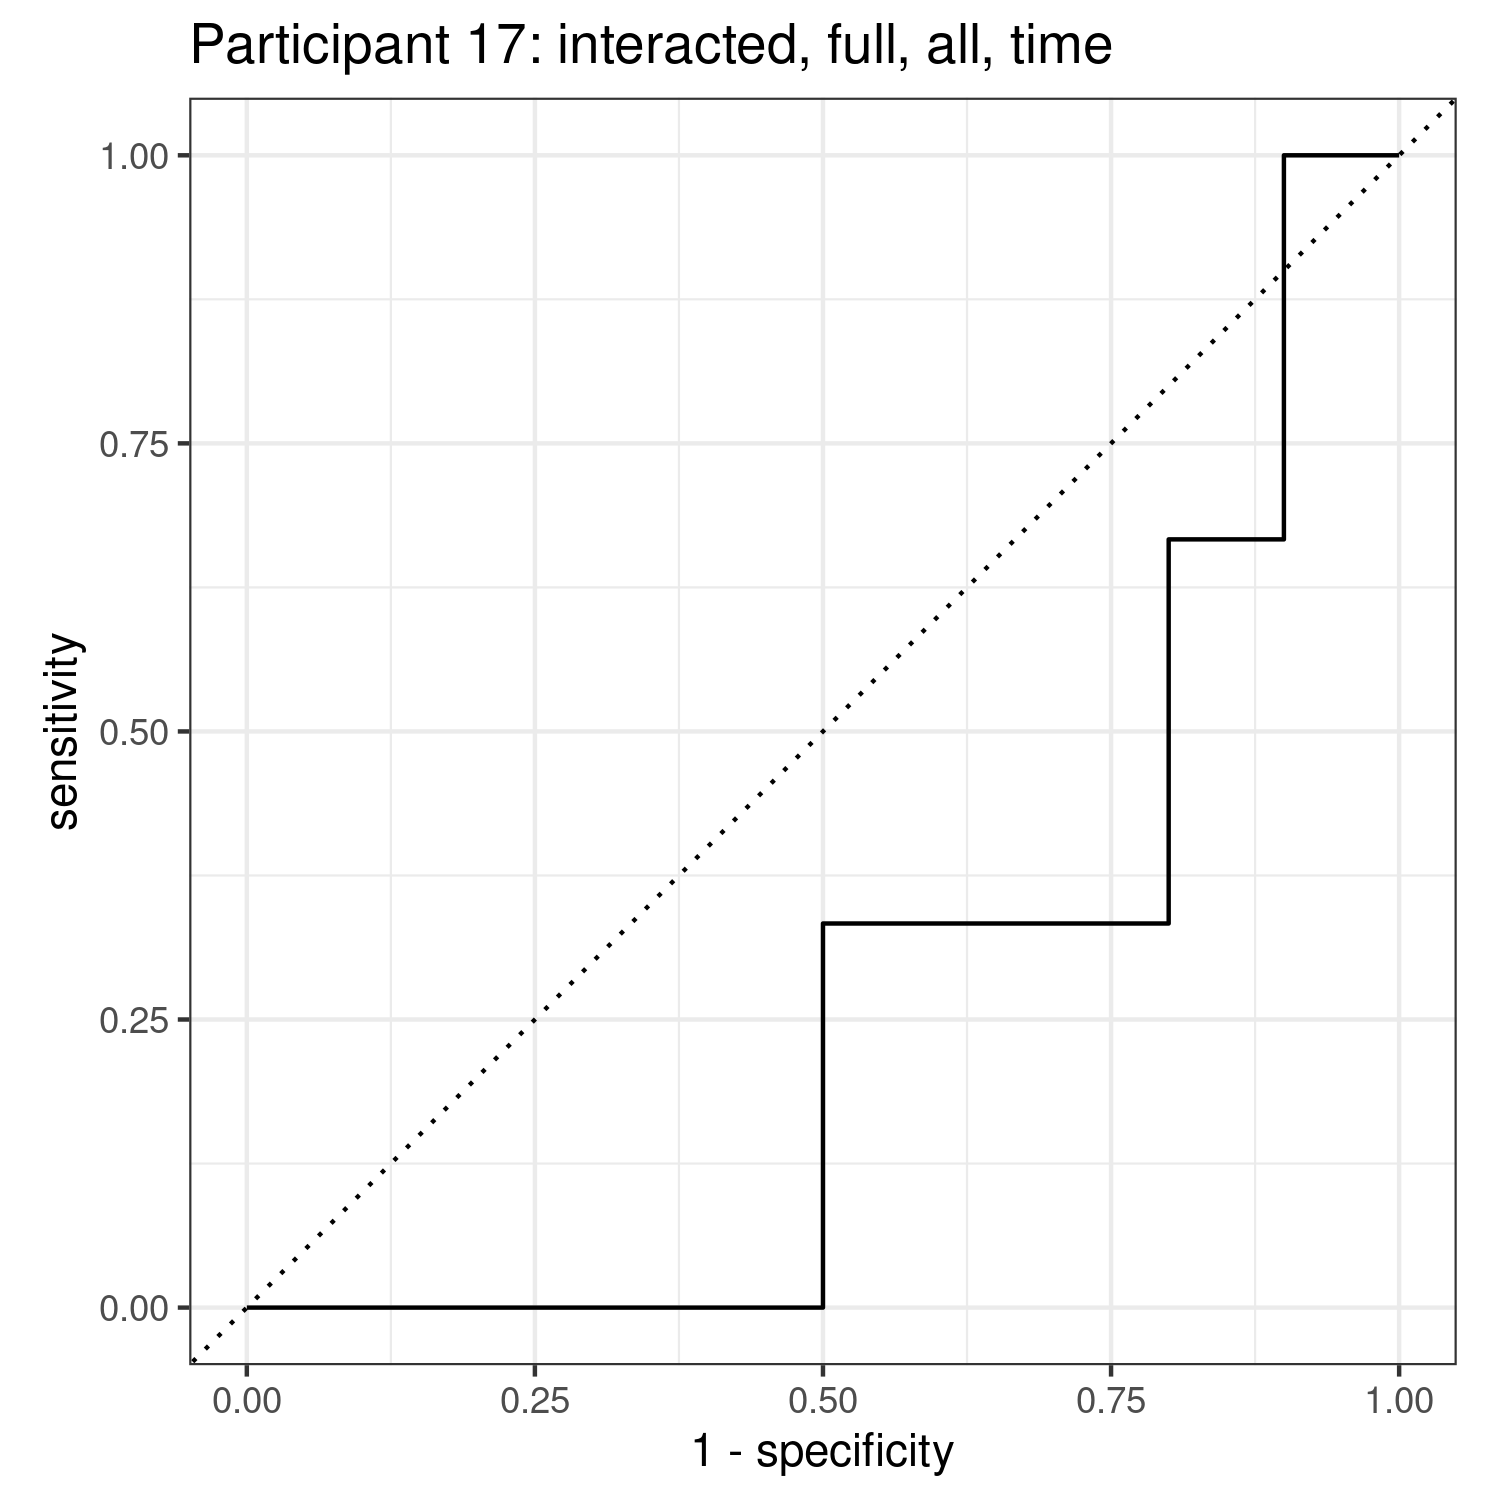 Participant 17: interacted, full, all, time
1.00
0.75
0.50
0.25
0.00
sensitivity
0.00 0.25 0.50 0.75 1.00
1 - specificity